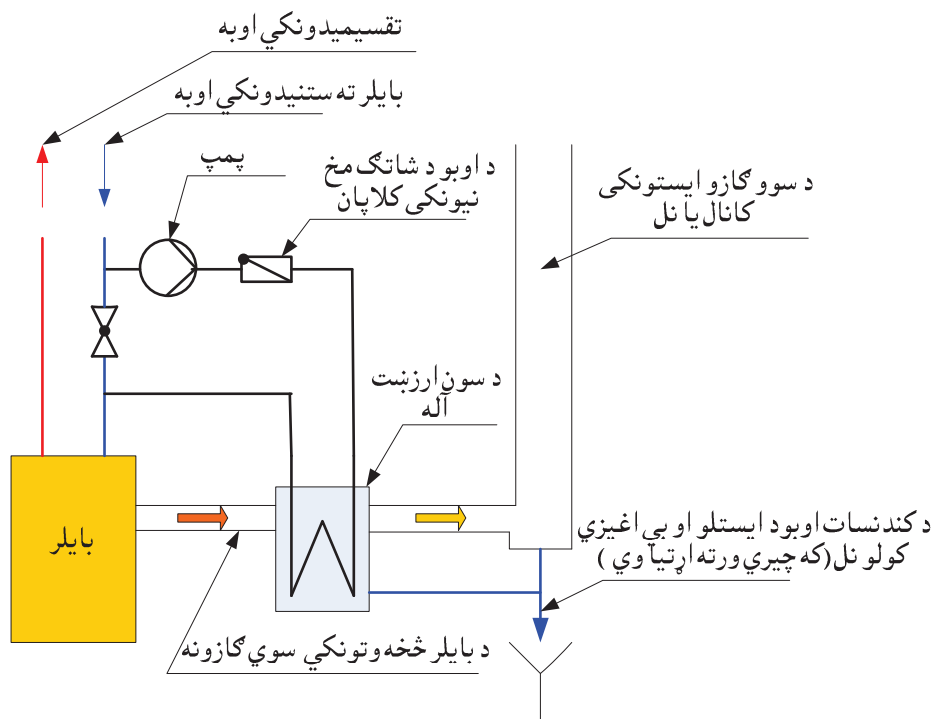 تقسیمیدونکي اوبه
بایلر ته ستنیدونکي اوبه
پمپ
د اوبو د شاتګ مخ
نیونکی کلاپان
د سوو ګازو ایستونکی
کانال یا نل
د سون ارزښت
آله
بایلر
د کندنسات اوبو د ایستلو او بي اغیزي
کولو نل(که چیري ورته اړتیا وي )
د بایلر څخه وتونکي سوي ګازونه